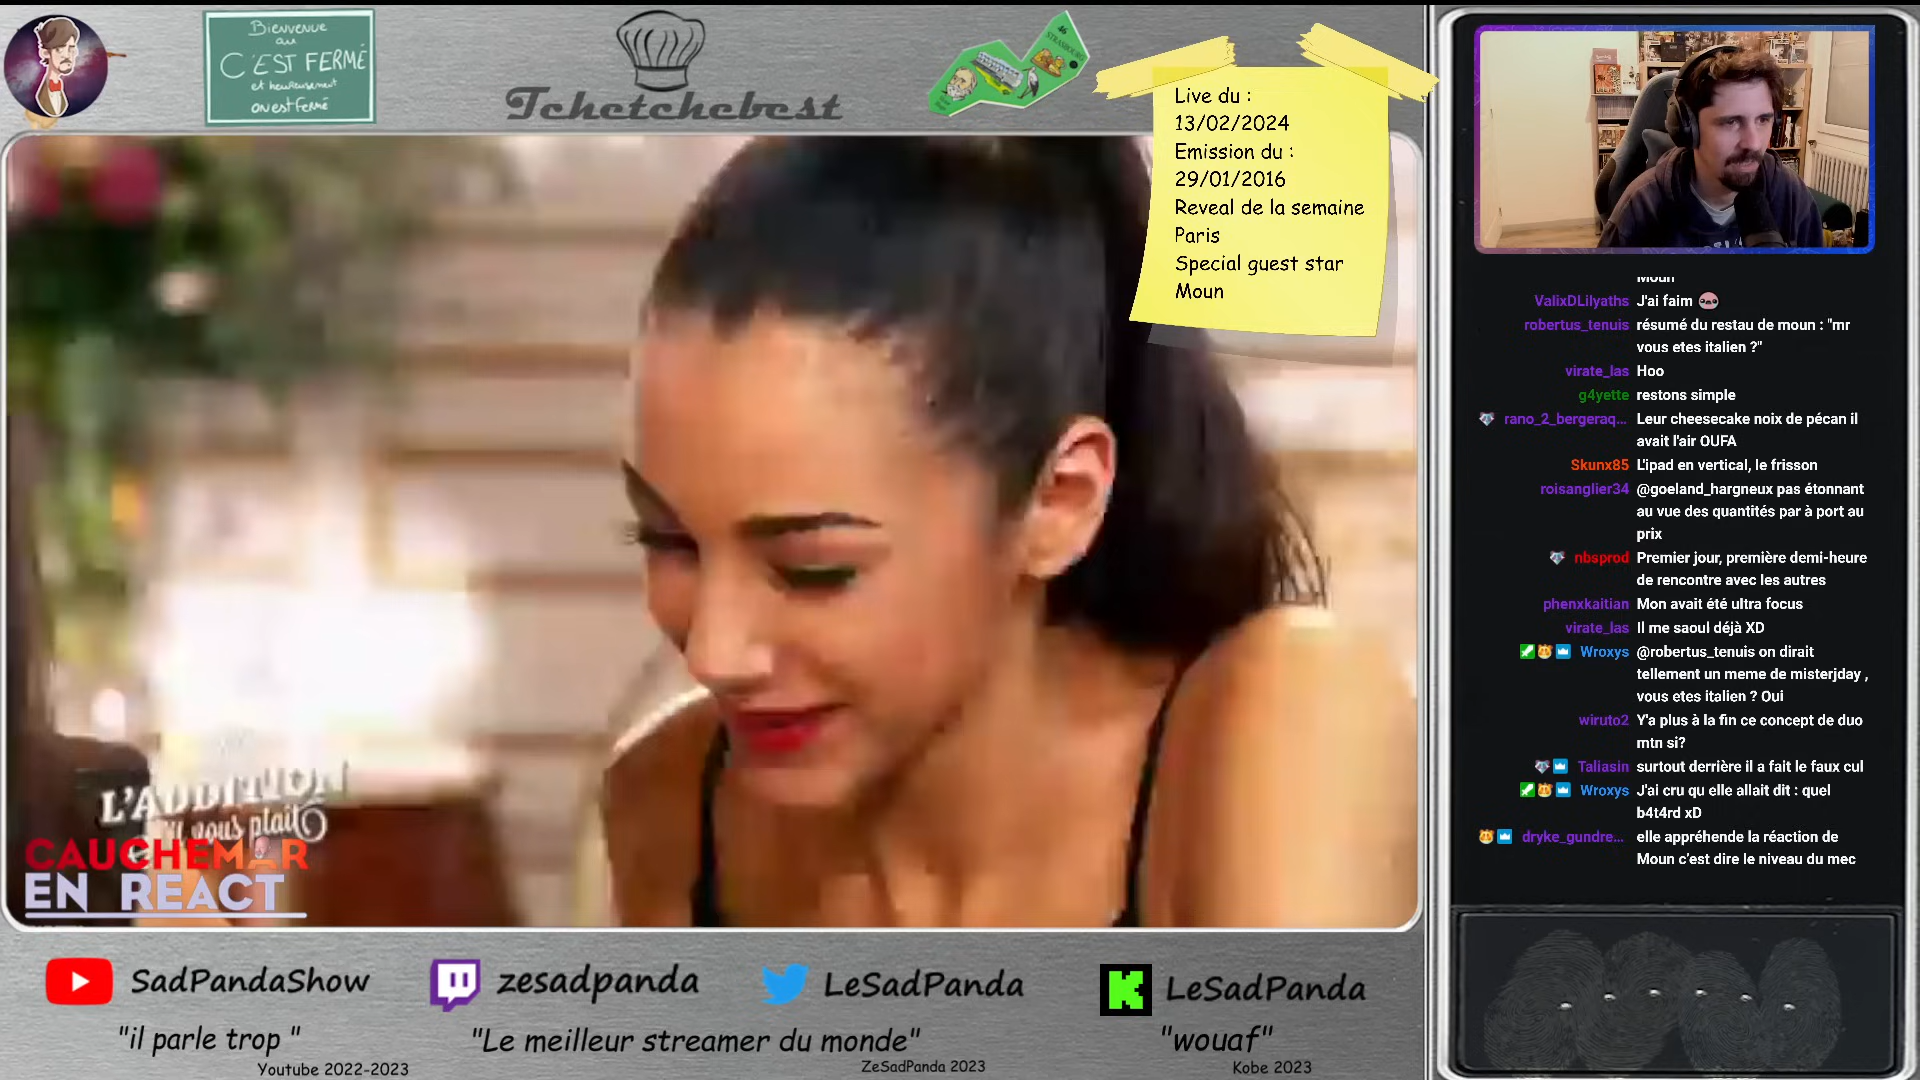 Bienvenue
au
C'EST FERMÉ
et heureusement
on est fermé
Tchetchebest
46
STRASBOURG
Live du :
13/02/2024
Emission du :
29/01/2016
Reveal de la semaine
Paris
Special guest star
Moun
L'ADDITION
s'il vous plaît
CAUCHEMAR
EN REACT
Moun
ValixDLilyaths J'ai faim
robertus_tenuis résumé du restau de moun : "mr
vous etes italien ?"
virate_las Hoo
g4yette restons simple
rano_2_bergeraq... Leur cheesecake noix de pécan il
avait l'air OUFA
Skunx85 L'ipad en vertical, le frisson
roisanglier34 @goeland_hargneux pas étonnant
au vue des quantités par à port au
prix
nbsprod Premier jour, première demi-heure
de rencontre avec les autres
phenxkaitian Mon avait été ultra focus
virate_las Il me saoul déjà XD
Wroxys @robertus_tenuis on dirait
tellement un meme de misterjday ,
vous etes italien ? Oui
wiruto2 Y'a plus à la fin ce concept de duo
mtn si?
Taliasin surtout derrière il a fait le faux cul
Wroxys J'ai cru qu elle allait dit : quel
b4t4rd xD
dryke_gundre... elle appréhende la réaction de
Moun c'est dire le niveau du mec
SadPandaShow
zesadpanda
LeSadPanda
LeSadPanda
"il parle trop "
Youtube 2022-2023
"Le meilleur streamer du monde"
ZeSadPanda 2023
"wouaf"
Kobe 2023